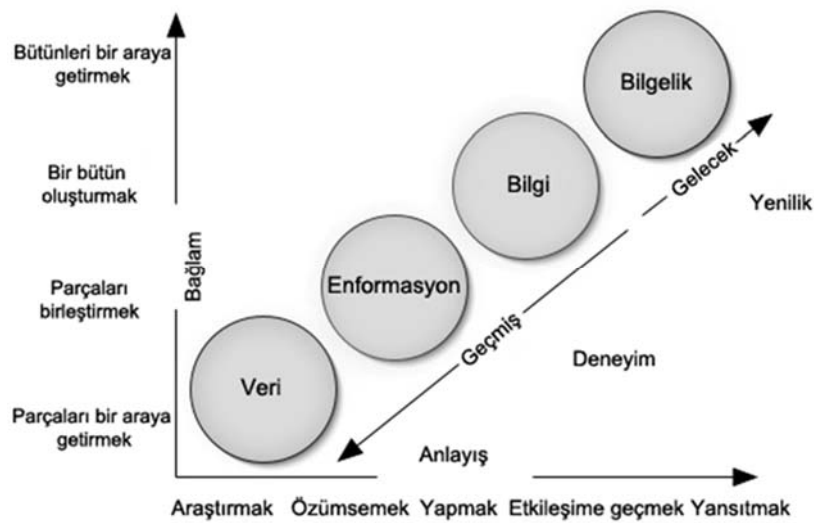 Bütünleri bir araya
getirmek
Bilgelik
Bir bütün
oluşturmak
Bilgi
Gelecek
Yenilik
Bağlam
Parçaları
birleştirmek
Enformasyon
Geçmiş
Deneyim
Veri
Parçaları bir araya
getirmek
Anlayış
Araştırmak Özümsemek Yapmak Etkileşime geçmek Yansıtmak